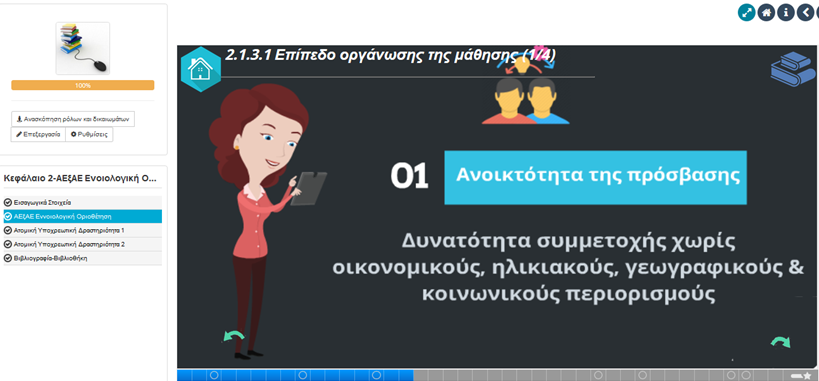 100%
Ανασκόπηση ρόλων και δικαιωμάτων
Επεξεργασία
Ρυθμίσεις
Κεφάλαιο 2-ΑΕξΑΕ Ενοιολογική Ο...
Εισαγωγικά Στοιχεία
ΑΕξΑΕ Εννοιολογική Οριοθέτηση
Ατομική Υποχρεωτική Δραστηριότητα 1
Ατομική Υποχρεωτική Δραστηριότητα 2
Βιβλιογραφία-Βιβλιοθήκη
2.1.3.1 Επίπεδο οργάνωσης της μάθησης (1/4)
01 Ανοικτότητα της πρόσβασης
Δυνατότητα συμμετοχής χωρίς
οικονομικούς, ηλικιακούς, γεωγραφικούς &
κοινωνικούς περιορισμούς